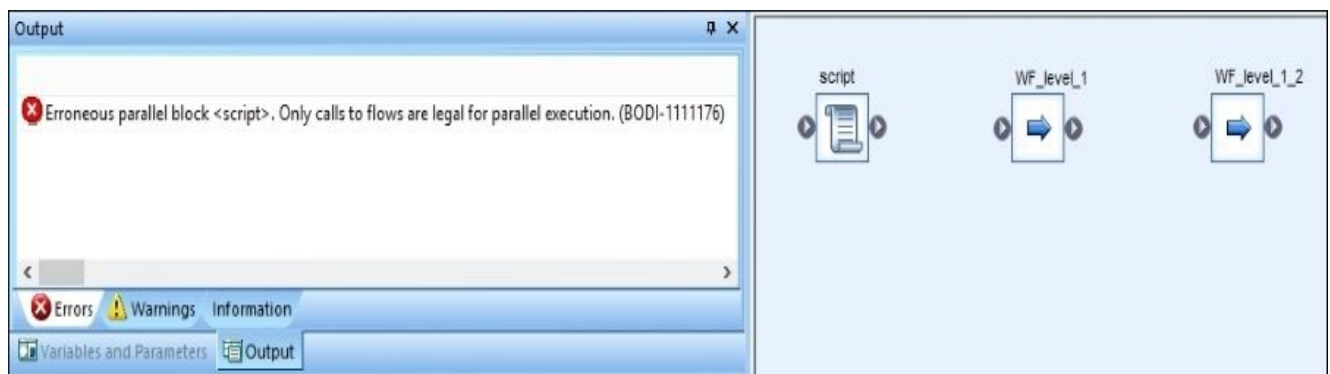 Output
Erroneous parallel block <script>. Only calls to flows are legal for parallel execution. (BODI-1111176)
Errors Warnings Information
Variables and Parameters Output
script WF_level_1 WF_level_1_2